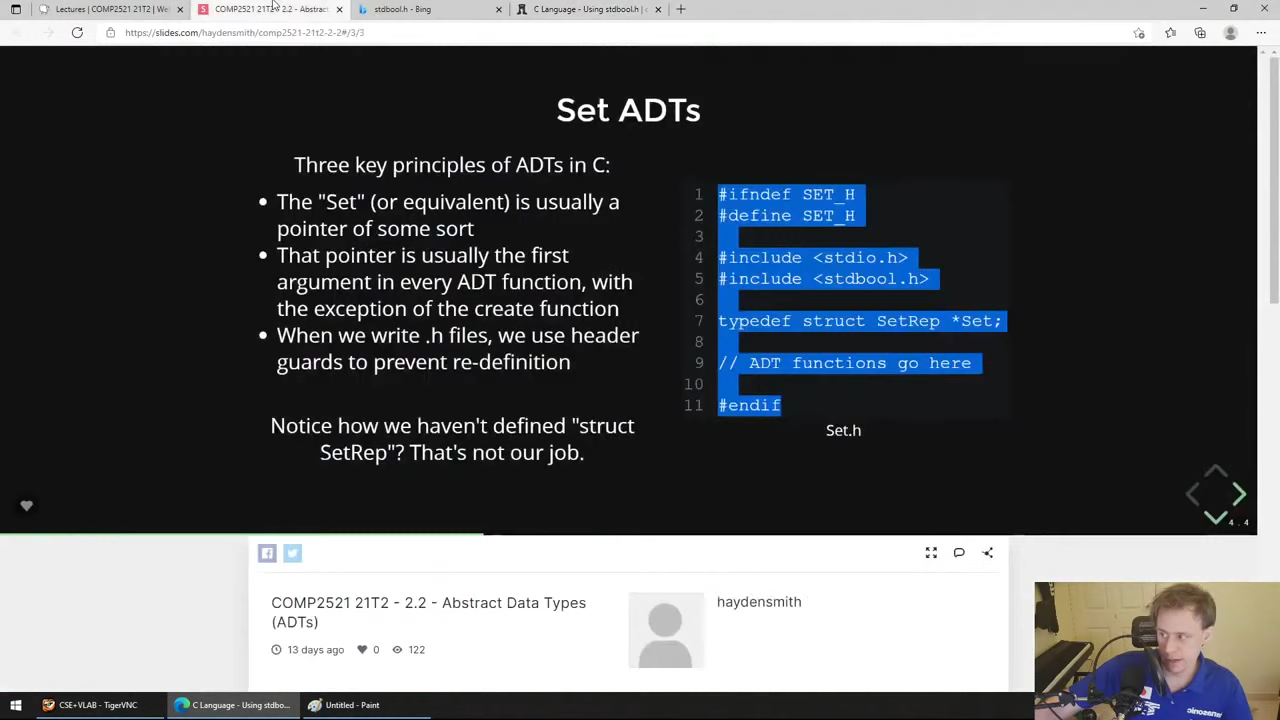 Lectures | COMP2521 21T2 | We
COMP2521 21T2 - 2.2 - Abstract
stdbool.h - Bing
C Language - Using stdbool.h | c
https://slides.com/haydensmith/comp2521-21t2-2-2#/3/3
Set ADTs
Three key principles of ADTs in C:
The "Set" (or equivalent) is usually a
pointer of some sort
That pointer is usually the first
argument in every ADT function, with
the exception of the create function
When we write .h files, we use header
guards to prevent re-definition
Notice how we haven't defined "struct
SetRep"? That's not our job.
1 #ifndef SET_H
2 #define SET_H
3
4 #include <stdio.h>
5 #include <stdbool.h>
6
7 typedef struct SetRep *Set;
8
9 // ADT functions go here
10
11 #endif
Set.h
4 . 4
COMP2521 21T2 - 2.2 - Abstract Data Types
(ADTs)
13 days ago 0 122
haydensmith
CSE+VLAB - TigerVNC
C Language - Using stdbo...
Untitled - Paint